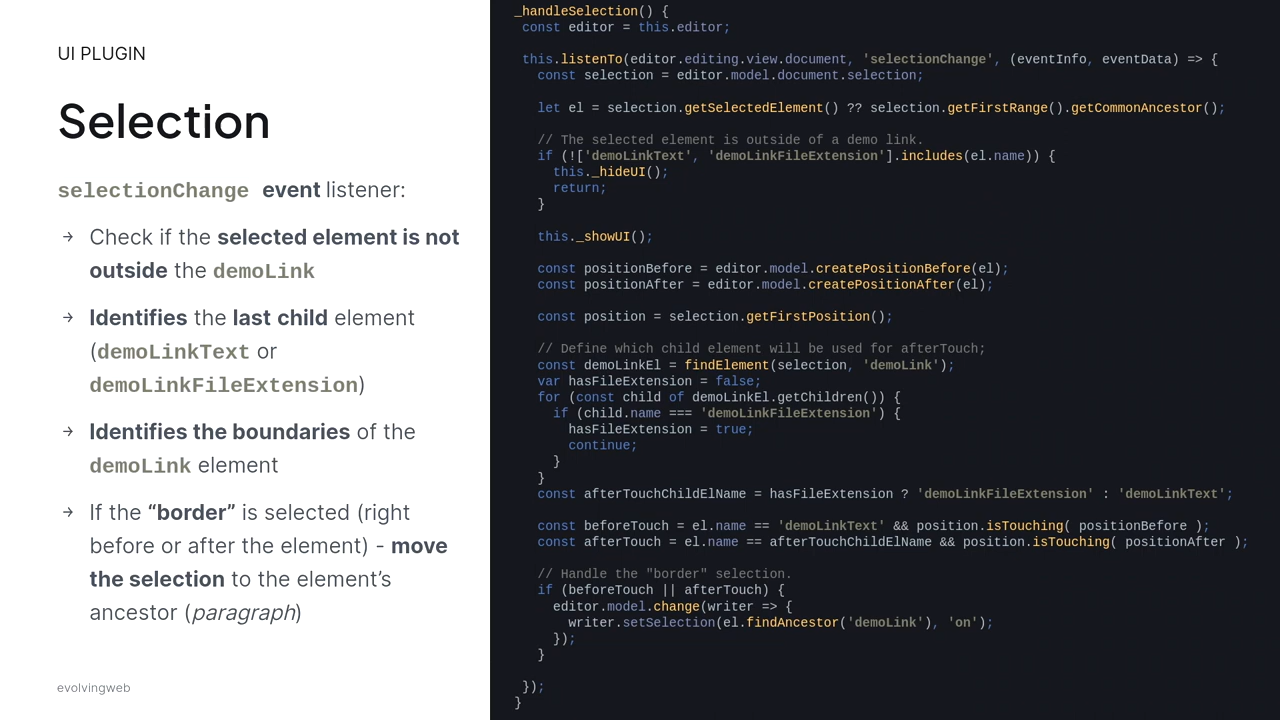 UI PLUGIN
Selection
selectionChange event listener:
→ Check if the selected element is not
outside the demoLink
→ Identifies the last child element
(demoLinkText or
demoLinkFileExtension)
→ Identifies the boundaries of the
demoLink element
→ If the “border” is selected (right
before or after the element) - move
the selection to the element’s
ancestor (paragraph)
evolvingweb
_handleSelection() {
const editor = this.editor;
this.listenTo(editor.editing.view.document, 'selectionChange', (eventInfo, eventData) => {
const selection = editor.model.document.selection;
let el = selection.getSelectedElement() ?? selection.getFirstRange().getCommonAncestor();
// The selected element is outside of a demo link.
if (!['demoLinkText', 'demoLinkFileExtension'].includes(el.name)) {
this._hideUI();
return;
}
this._showUI();
const positionBefore = editor.model.createPositionBefore(el);
const positionAfter = editor.model.createPositionAfter(el);
const position = selection.getFirstPosition();
// Define which child element will be used for afterTouch;
const demoLinkEl = findElement(selection, 'demoLink');
var hasFileExtension = false;
for (const child of demoLinkEl.getChildren()) {
if (child.name === 'demoLinkFileExtension') {
hasFileExtension = true;
continue;
}
}
const afterTouchChildElName = hasFileExtension ? 'demoLinkFileExtension' : 'demoLinkText';
const beforeTouch = el.name == 'demoLinkText' && position.isTouching( positionBefore );
const afterTouch = el.name == afterTouchChildElName && position.isTouching( positionAfter );
// Handle the "border" selection.
if (beforeTouch || afterTouch) {
editor.model.change(writer => {
writer.setSelection(el.findAncestor('demoLink'), 'on');
});
}
});
}